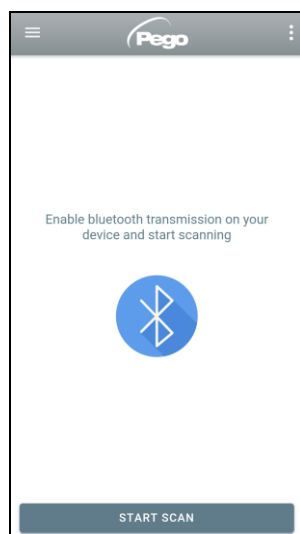 Pego
Enable bluetooth transmission on your
device and start scanning
START SCAN